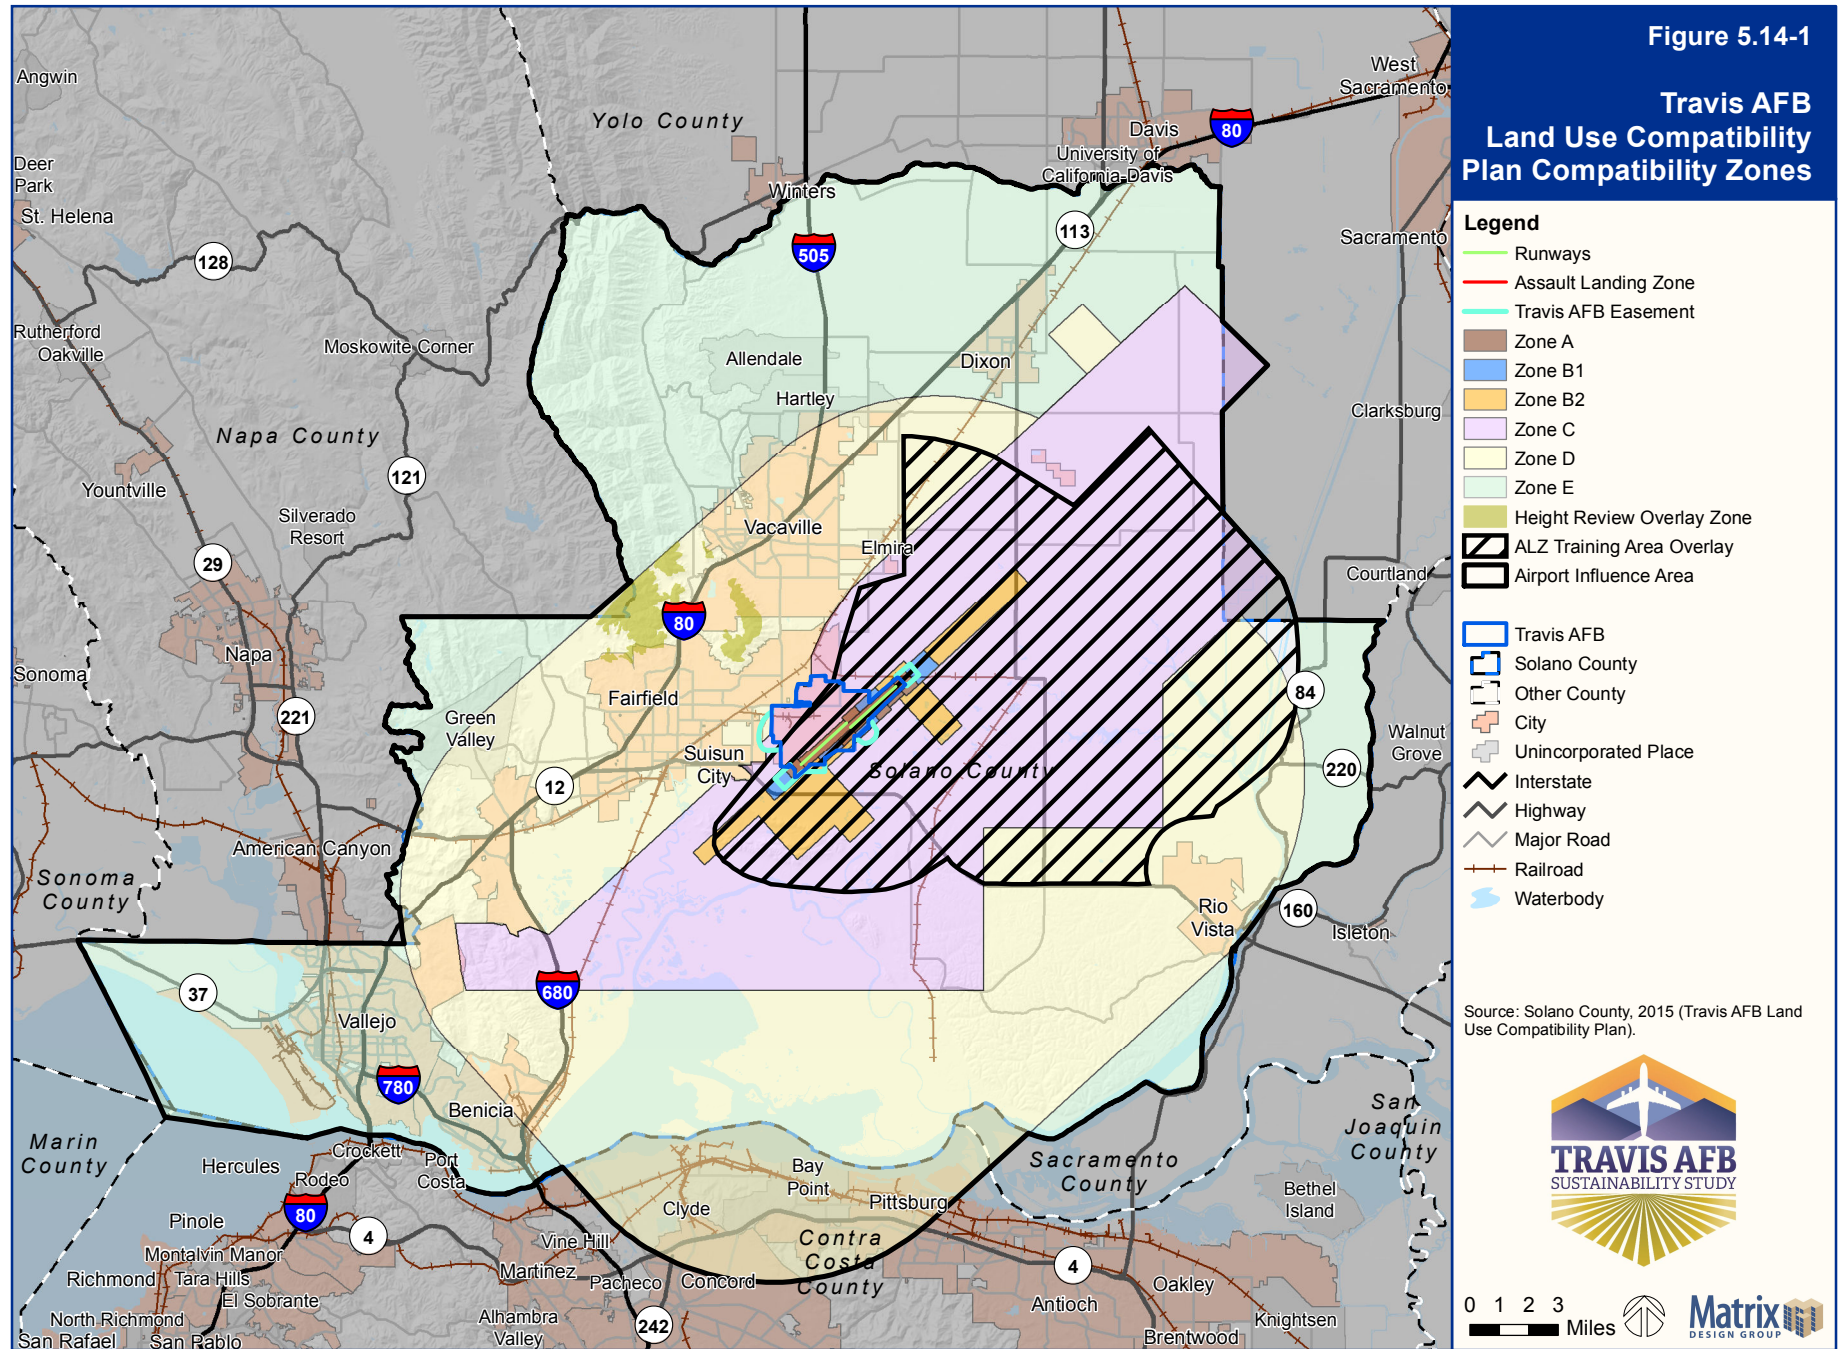 Figure 5.14-1
Travis AFB
Land Use Compatibility
Plan Compatibility Zones
Legend
Runways
Assault Landing Zone
Travis AFB Easement
Zone A
Zone B1
Zone B2
Zone C
Zone D
Zone E
Height Review Overlay Zone
ALZ Training Area Overlay
Airport Influence Area
Travis AFB
Solano County
Other County
City
Unincorporated Place
Interstate
Highway
Major Road
Railroad
Waterbody
Source: Solano County, 2015 (Travis AFB Land
Use Compatibility Plan).
TRAVIS AFB
SUSTAINABILITY STUDY
0 1 2 3
Miles
Matrix
DESIGN GROUP
Angwin
Yolo County
West
Sacramento
Davis
80
University of
California-Davis
Deer
Park
St. Helena
Winters
113
Sacramento
128
505
Rutherford
Oakville
Moskowite Corner
Allendale
Dixon
Hartley
Clarksburg
Napa County
121
Yountville
Silverado
Resort
Vacaville
Elmira
29
Courtland
80
Napa
Sonoma
Fairfield
84
221
Green
Valley
Suisun
City
Solano County
Walnut
Grove
12
220
American Canyon
Sonoma
County
Rio
Vista
160
Isleton
37
680
Vallejo
780
Benicia
Marin
County
San
Joaquin
County
Hercules
Crockett
Port
Costa
Rodeo
Bay
Point
Sacramento
County
80
Clyde
Pittsburg
Bethel
Island
Pinole
4
Vine Hill
Contra
Costa
County
Montalvin Manor
Richmond
Tara Hills
Martinez
Pacheco
Concord
4
Oakley
El Sobrante
Antioch
North Richmond
Alhambra
Valley
242
Knightsen
San Rafael
San Pablo
Brentwood